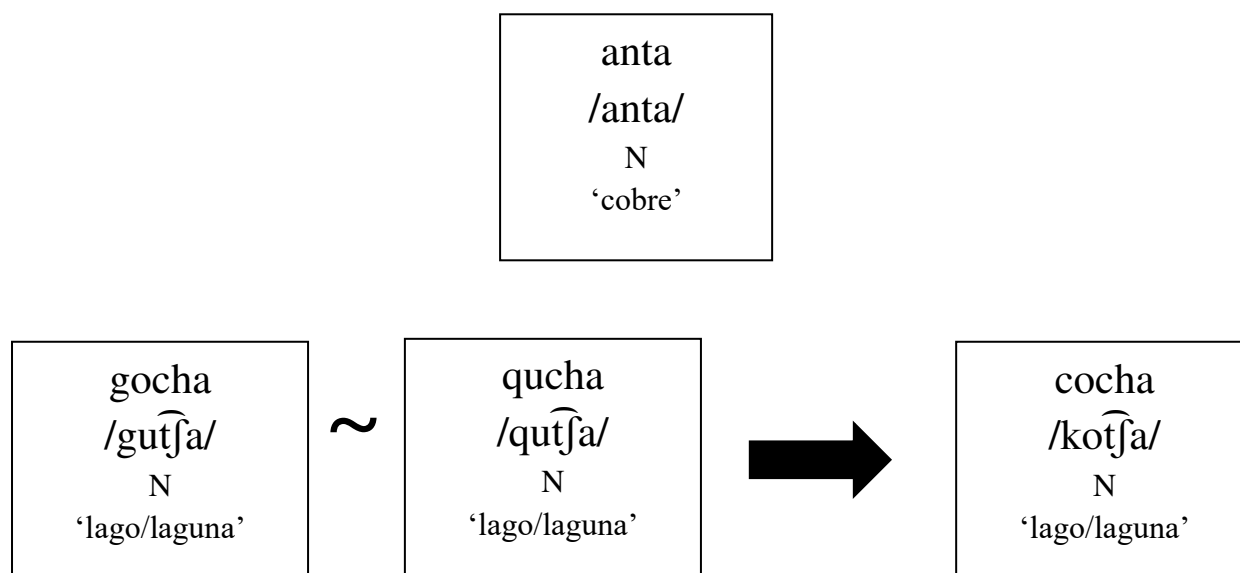 anta
/anta/
N
‘cobre’
gocha
/gut͡ʃa/
N
‘lago/laguna’
~
qucha
/qut͡ʃa/
N
‘lago/laguna’
cocha
/kot͡ʃa/
N
‘lago/laguna’